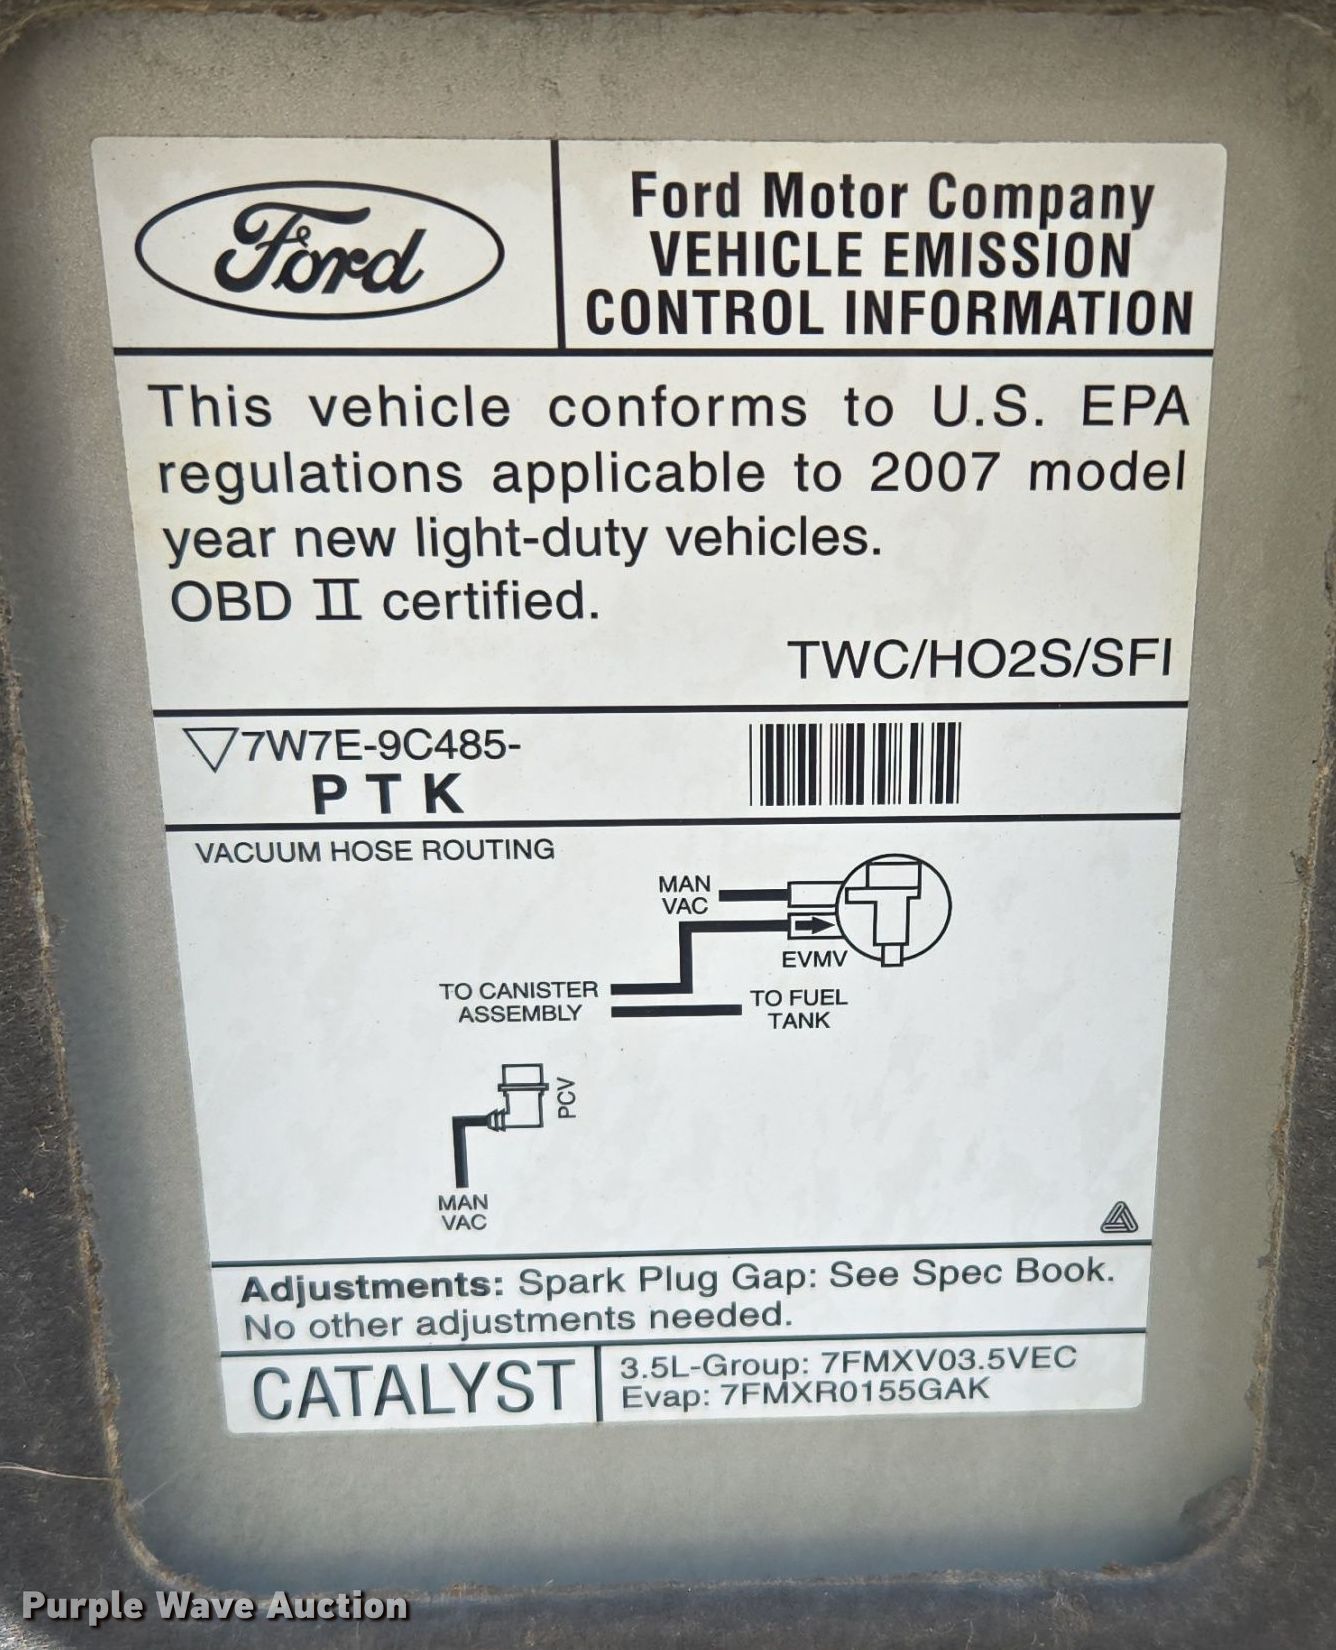 Ford
Ford Motor Company
VEHICLE EMISSION
CONTROL INFORMATION
This vehicle conforms to U.S. EPA
regulations applicable to 2007 model
year new light-duty vehicles.
OBD II certified.
TWC/HO2S/SFI
7W7E-9C485-
PTK
VACUUM HOSE ROUTING
MAN
VAC
EVMV
TO CANISTER
ASSEMBLY
TO FUEL
TANK
PCV
MAN
VAC
Adjustments: Spark Plug Gap: See Spec Book.
No other adjustments needed.
CATALYST
3.5L-Group: 7FMXV03.5VEC
Evap: 7FMXR0155GAK
Purple Wave Auction